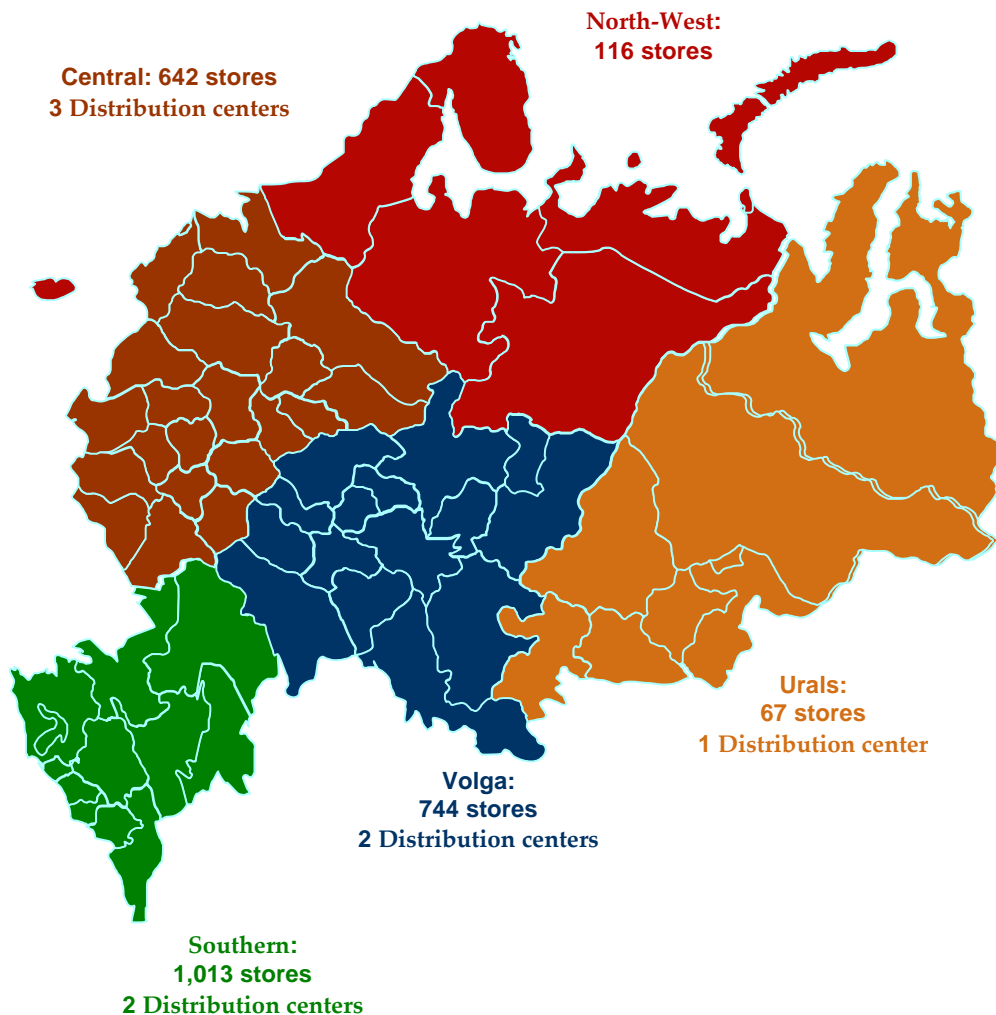 North-West:
116 stores
Central: 642 stores
3 Distribution centers
Urals:
67 stores
1 Distribution center
Volga:
744 stores
2 Distribution centers
Southern:
1,013 stores
2 Distribution centers